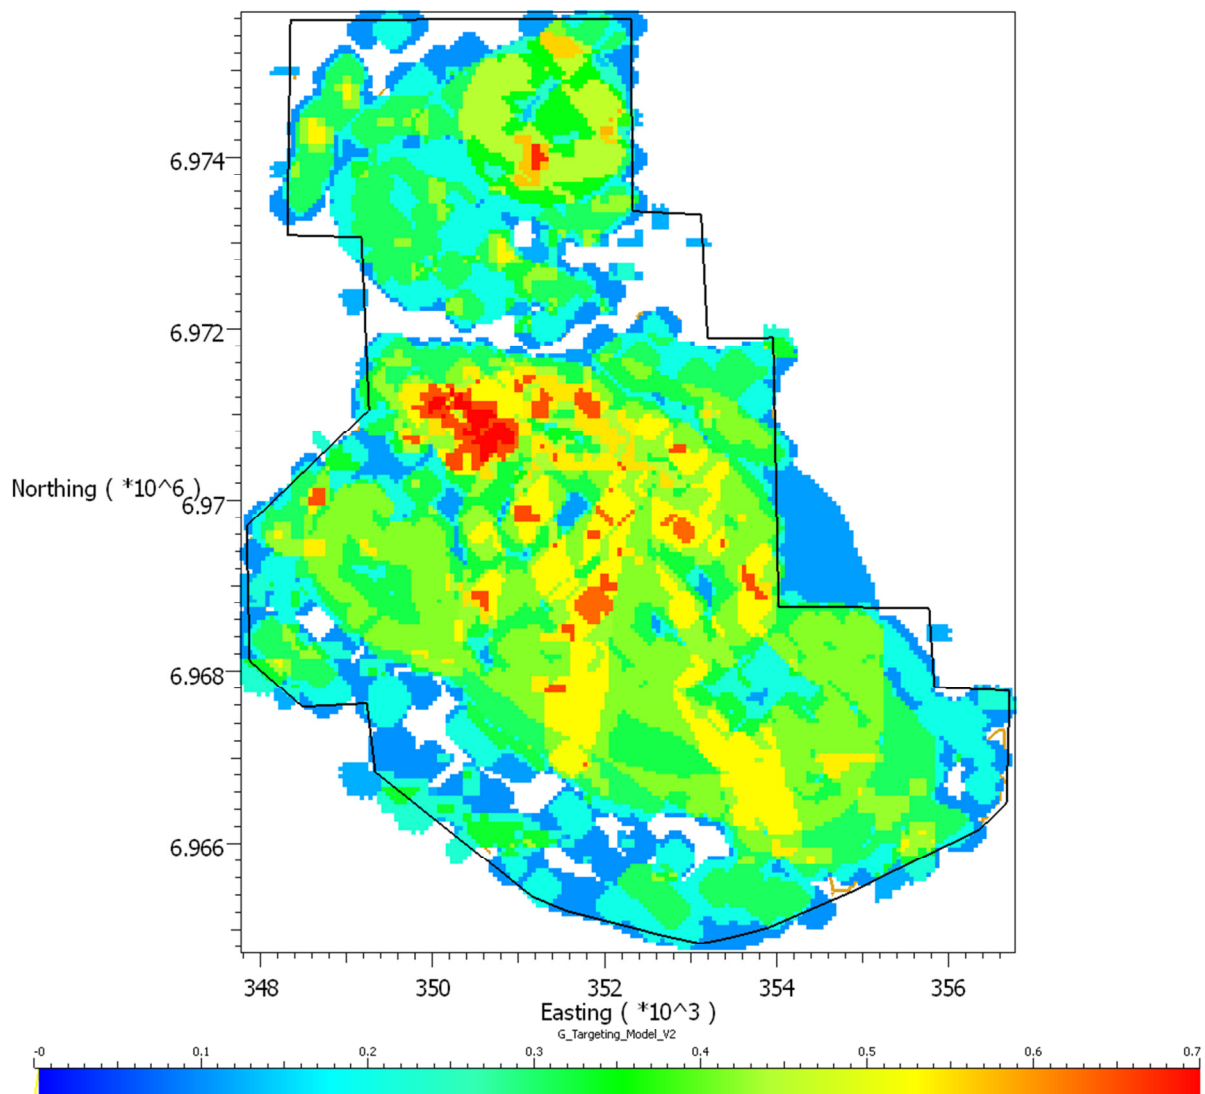 6.974
6.972
Northing ( *10^6 )
6.97
6.968
6.966
348 350 352 354 356
Easting ( *10^3 )
G_Targeting_Model_V2
-0 0.1 0.2 0.3 0.4 0.5 0.6 0.7